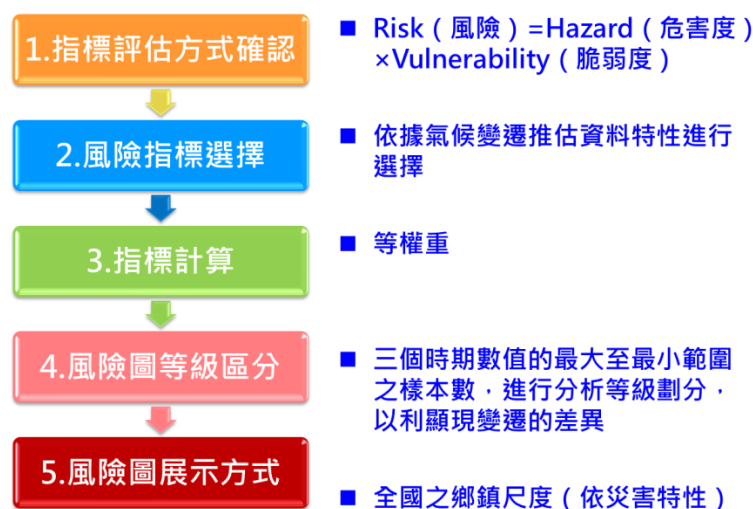 1.指標評估方式確認
■ Risk（風險）=Hazard（危害度）
×Vulnerability（脆弱度）
2.風險指標選擇
■ 依據氣候變遷推估資料特性進行
選擇
3.指標計算
■ 等權重
4.風險圖等級區分
■ 三個時期數值的最大至最小範圍
之樣本數，進行分析等級劃分，
以利顯現變遷的差異
5.風險圖展示方式
■ 全國之鄉鎮尺度（依災害特性）